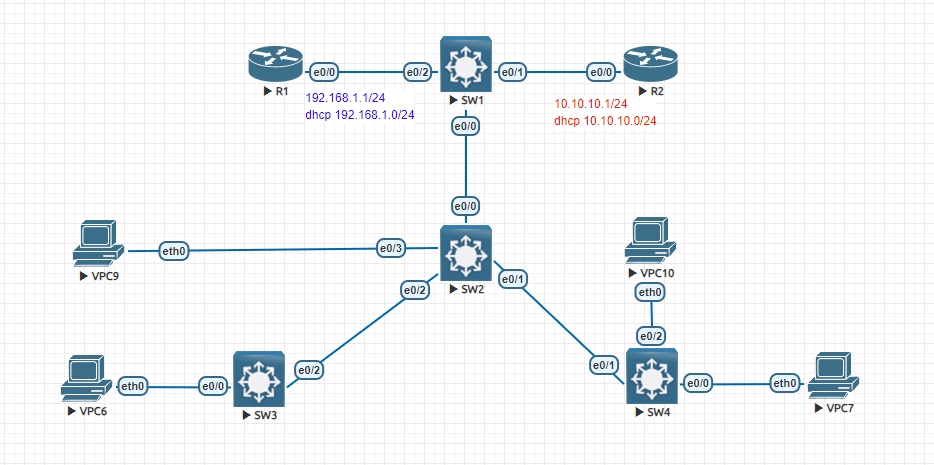 e0/0
e0/2
e0/1
e0/0
R1
SW1
R2
192.168.1.1/24
dhcp 192.168.1.0/24
10.10.10.1/24
dhcp 10.10.10.0/24
e0/0
e0/0
eth0
e0/3
VPC9
SW2
e0/2
e0/1
VPC10
eth0
e0/2
e0/2
e0/1
eth0
e0/0
e0/0
eth0
VPC6
SW3
SW4
VPC7